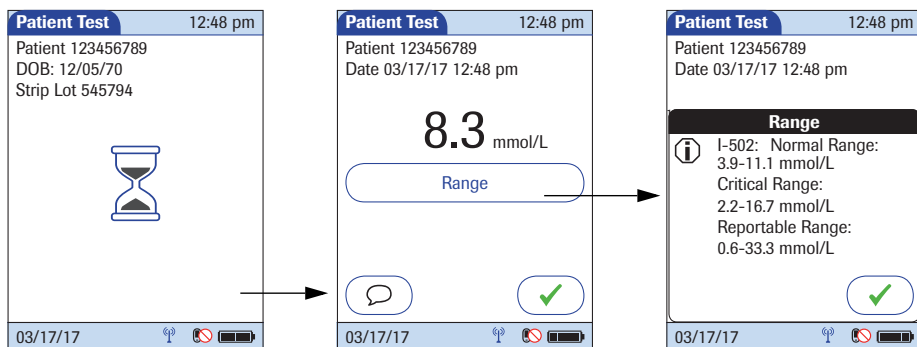 Patient Test 12:48 pm
Patient 123456789
DOB: 12/05/70
Strip Lot 545794
03/17/17
Patient Test 12:48 pm
Patient 123456789
Date 03/17/17 12:48 pm
8.3 mmol/L
Range
03/17/17
Patient Test 12:48 pm
Patient 123456789
Date 03/17/17 12:48 pm
Range
I-502: Normal Range:
3.9-11.1 mmol/L
Critical Range:
2.2-16.7 mmol/L
Reportable Range:
0.6-33.3 mmol/L
03/17/17